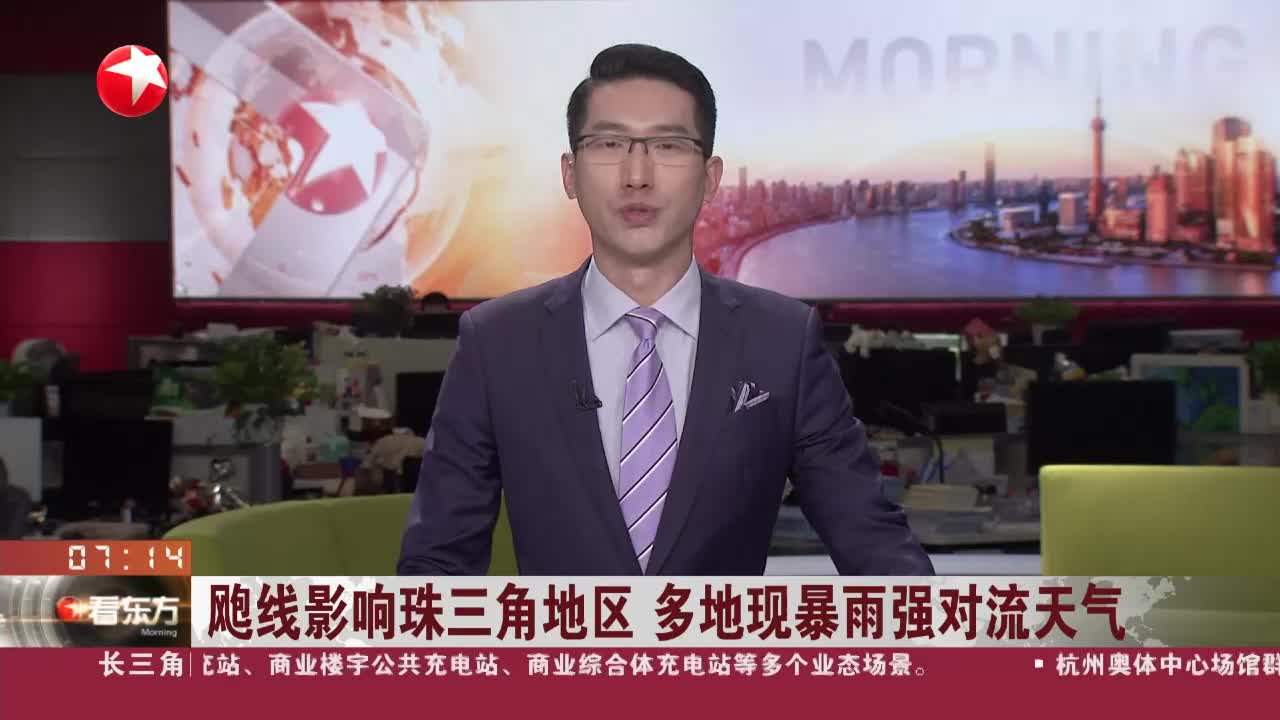 MORNING
07:14
看东方
Morning
飑线影响珠三角地区 多地现暴雨强对流天气
长三角 充站、商业楼宇公共充电站、商业综合体充电站等多个业态场景。 ▪ 杭州奥体中心场馆群